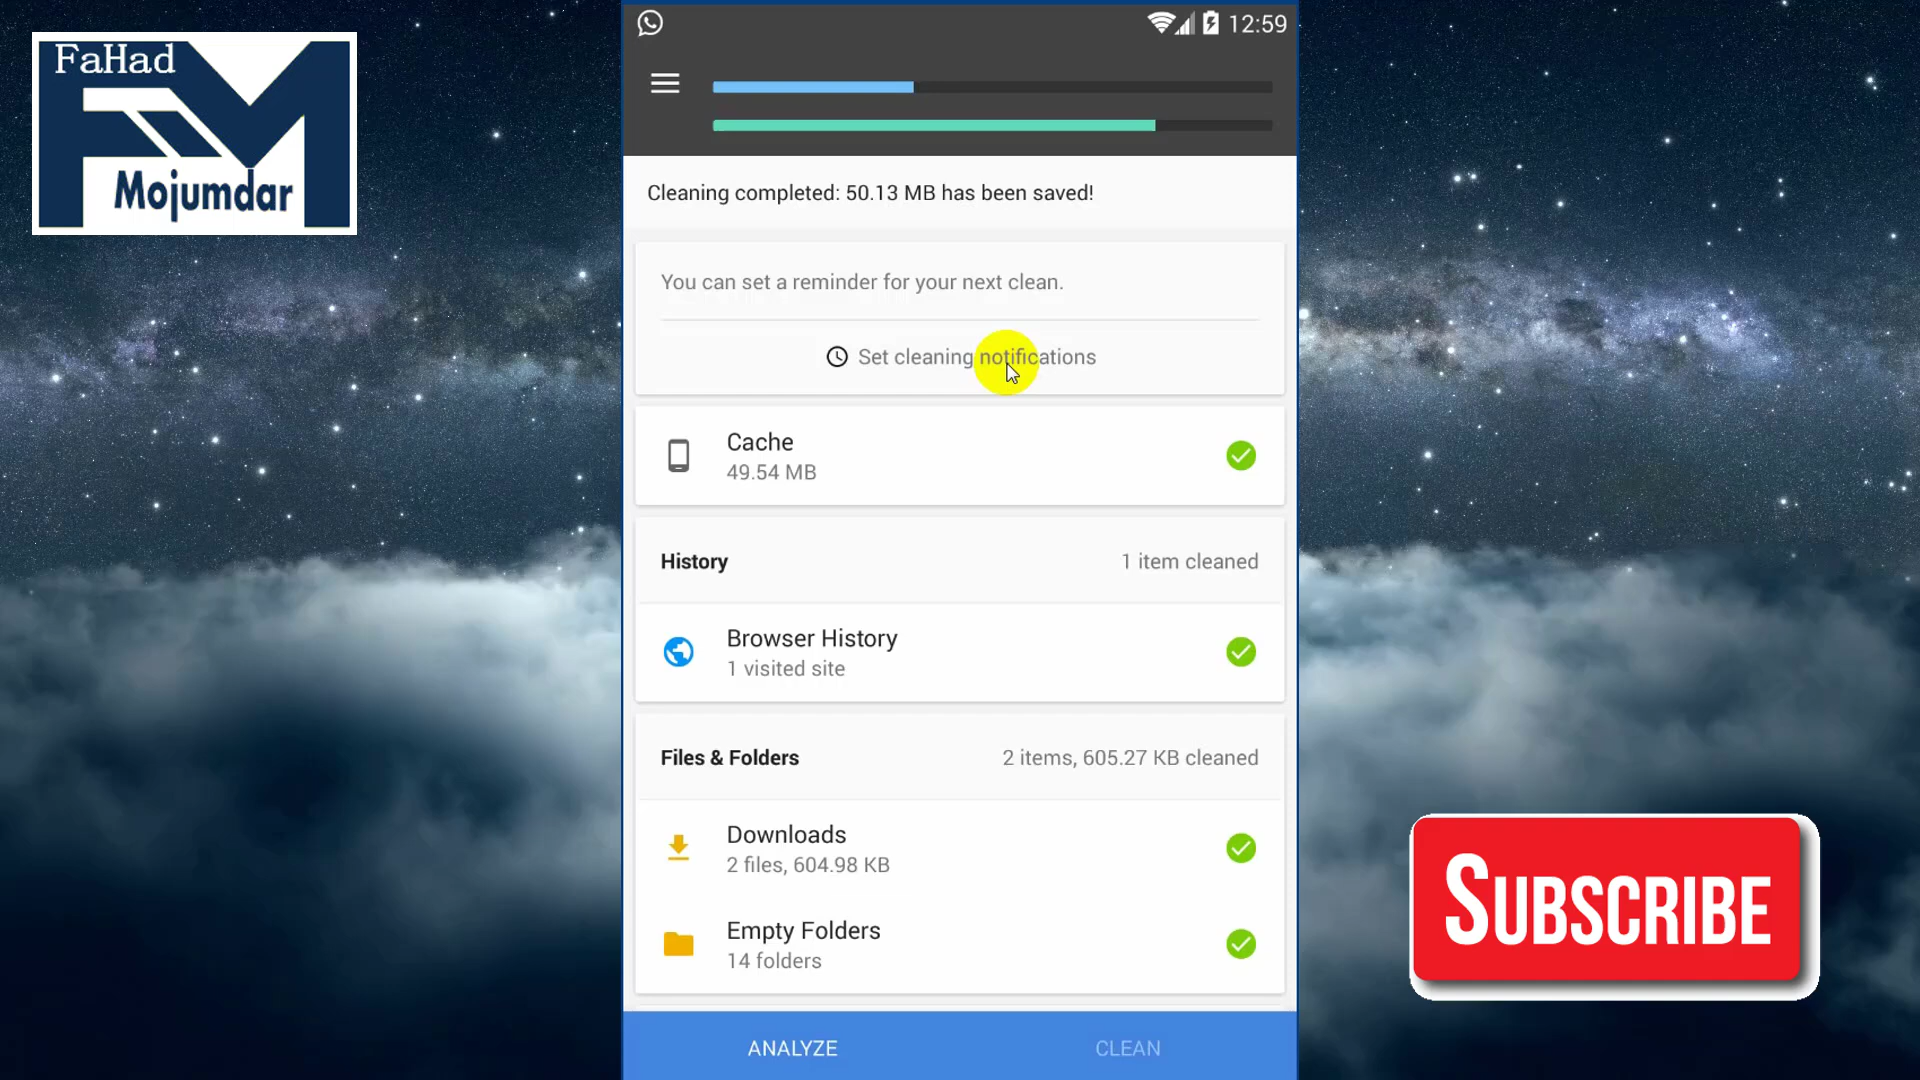 FaHad
FM
Mojumdar
12:59
Cleaning completed: 50.13 MB has been saved!
You can set a reminder for your next clean.
Set cleaning notifications
Cache
49.54 MB
History
1 item cleaned
Browser History
1 visited site
Files & Folders
2 items, 605.27 KB cleaned
Downloads
2 files, 604.98 KB
Empty Folders
14 folders
ANALYZE
CLEAN
SUBSCRIBE